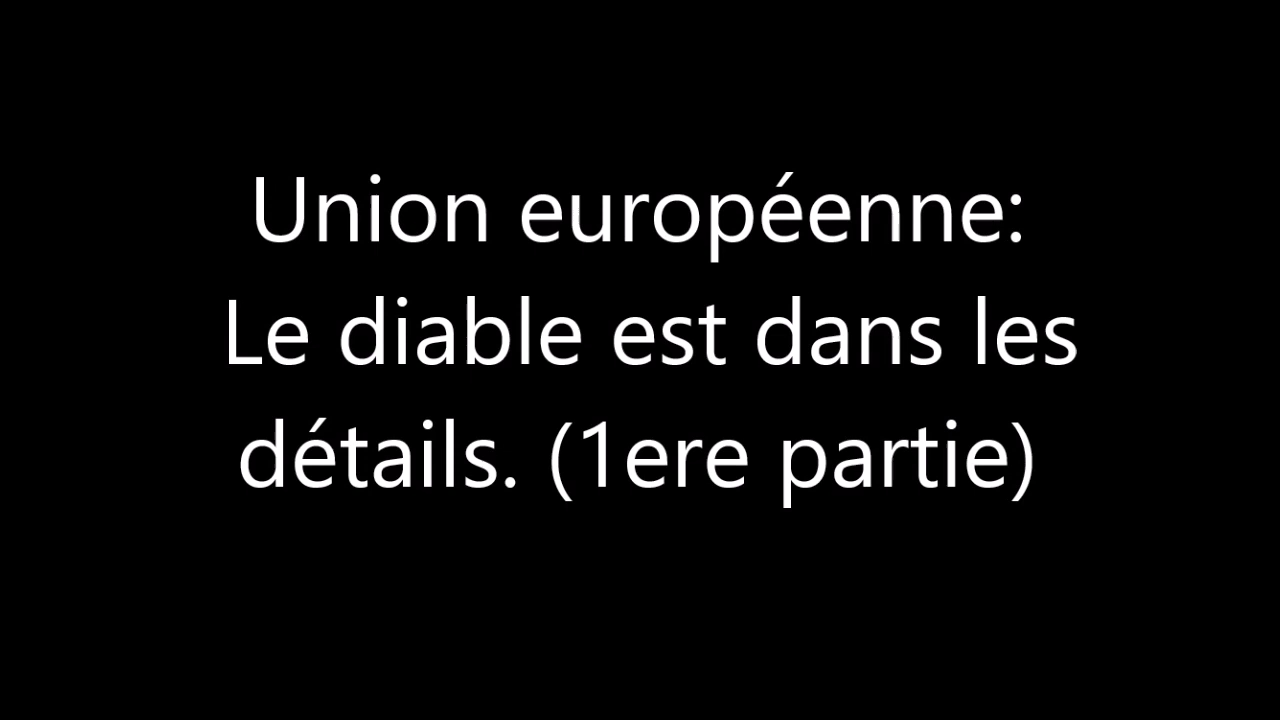 Union européenne:
Le diable est dans les
détails. (1ere partie)